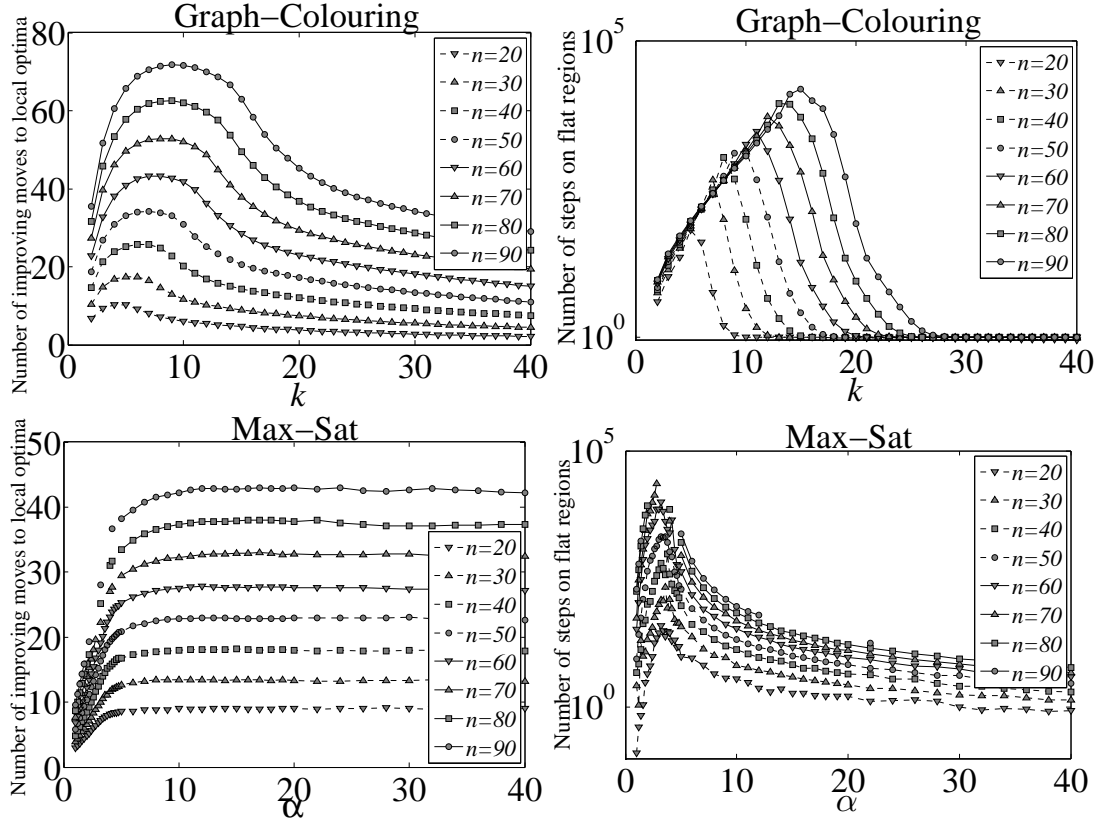 Graph–Colouring
Number of improving moves to local optima
80
60
40
20
0
0 10 20 30 40
k
n=20
n=30
n=40
n=50
n=60
n=70
n=80
n=90
Graph–Colouring
Number of steps on flat regions
10^5
10^0
0 10 20 30 40
k
n=20
n=30
n=40
n=50
n=60
n=70
n=80
n=90
Max–Sat
Number of improving moves to local optima
50
40
30
20
10
0
0 10 20 30 40
α
n=20
n=30
n=40
n=50
n=60
n=70
n=80
n=90
Max–Sat
Number of steps on flat regions
10^5
10^0
0 10 20 30 40
α
n=20
n=30
n=40
n=50
n=60
n=70
n=80
n=90